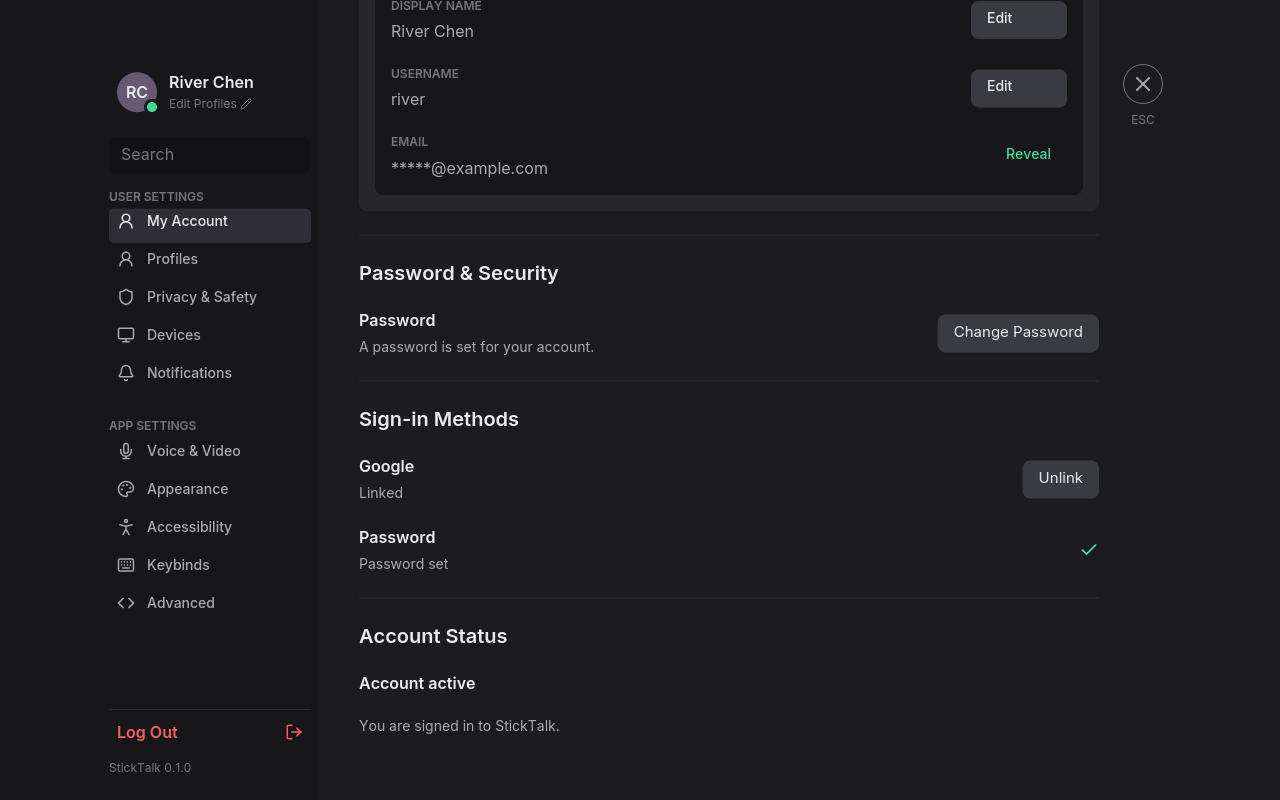 RC
River Chen
Edit Profiles
Search
USER SETTINGS
My Account
Profiles
Privacy & Safety
Devices
Notifications
APP SETTINGS
Voice & Video
Appearance
Accessibility
Keybinds
Advanced
Log Out
StickTalk 0.1.0
DISPLAY NAME
River Chen
Edit
USERNAME
river
Edit
EMAIL
*****@example.com
Reveal
Password & Security
Password
A password is set for your account.
Change Password
Sign-in Methods
Google
Linked
Unlink
Password
Password set
Account Status
Account active
You are signed in to StickTalk.
ESC